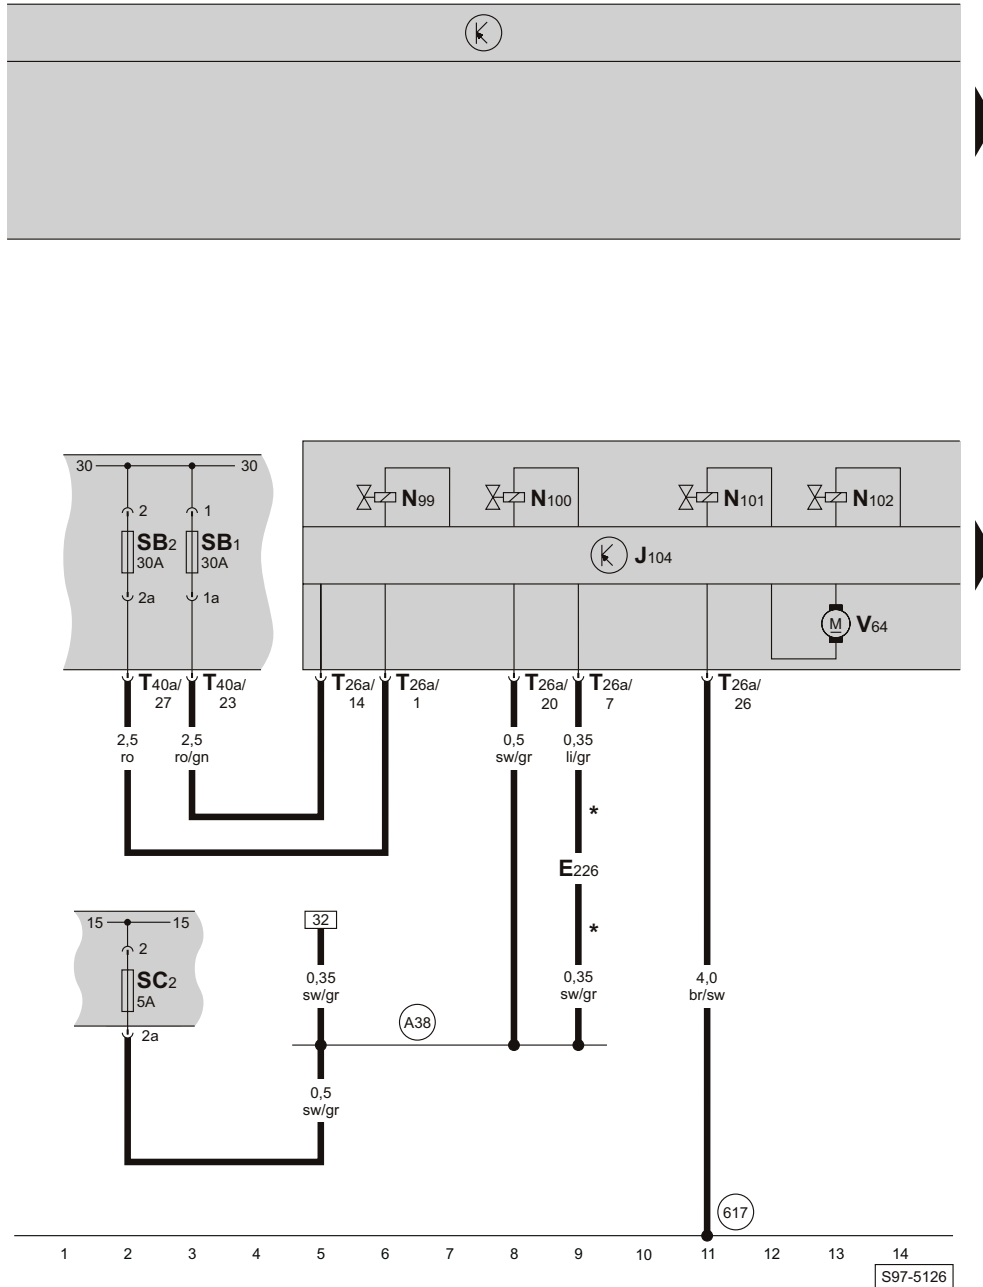 30 30
N99 N100 N101 N102
2 1
SB2 SB1
30A 30A
J104
2a 1a
M V64
T40a/ T40a/ T26a/ T26a/ T26a/ T26a/ T26a/
27 23 14 1 20 7 26
2,5 2,5 0,5 0,35
ro ro/gn sw/gr li/gr
*
E226
15 15 32
*
2
SC2 0,35 0,35 4,0
5A sw/gr sw/gr br/sw
A38
2a
0,5
sw/gr
617
1 2 3 4 5 6 7 8 9 10 11 12 13 14
S97-5126